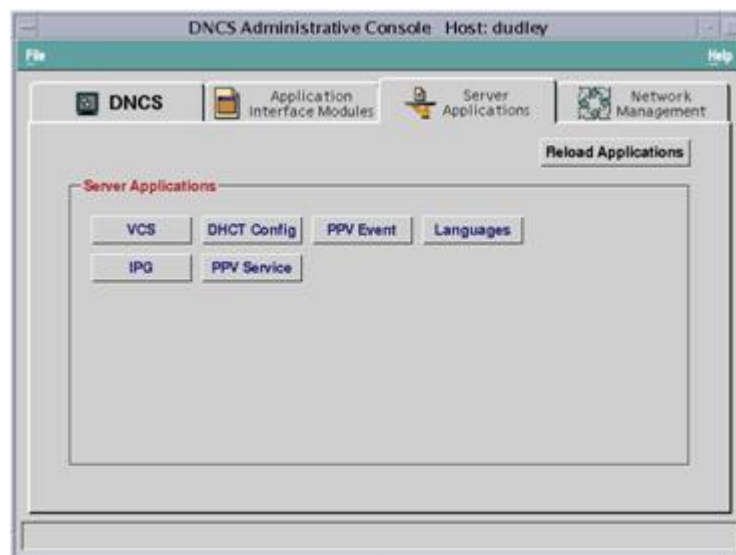 DNCS Administrative Console Host: dudley
File Help
DNCS
Application
Interface Modules
Server
Applications
Network
Management
Reload Applications
Server Applications
VCS DHCT Config PPV Event Languages
IPG PPV Service